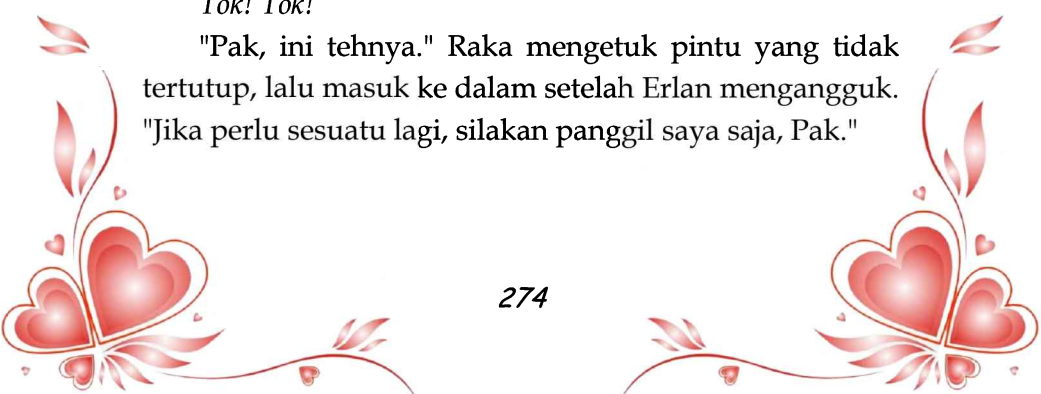 Tok! Tok!
"Pak, ini tehnya." Raka mengetuk pintu yang tidak
tertutup, lalu masuk ke dalam setelah Erlan mengangguk.
"Jika perlu sesuatu lagi, silakan panggil saya saja, Pak."
274